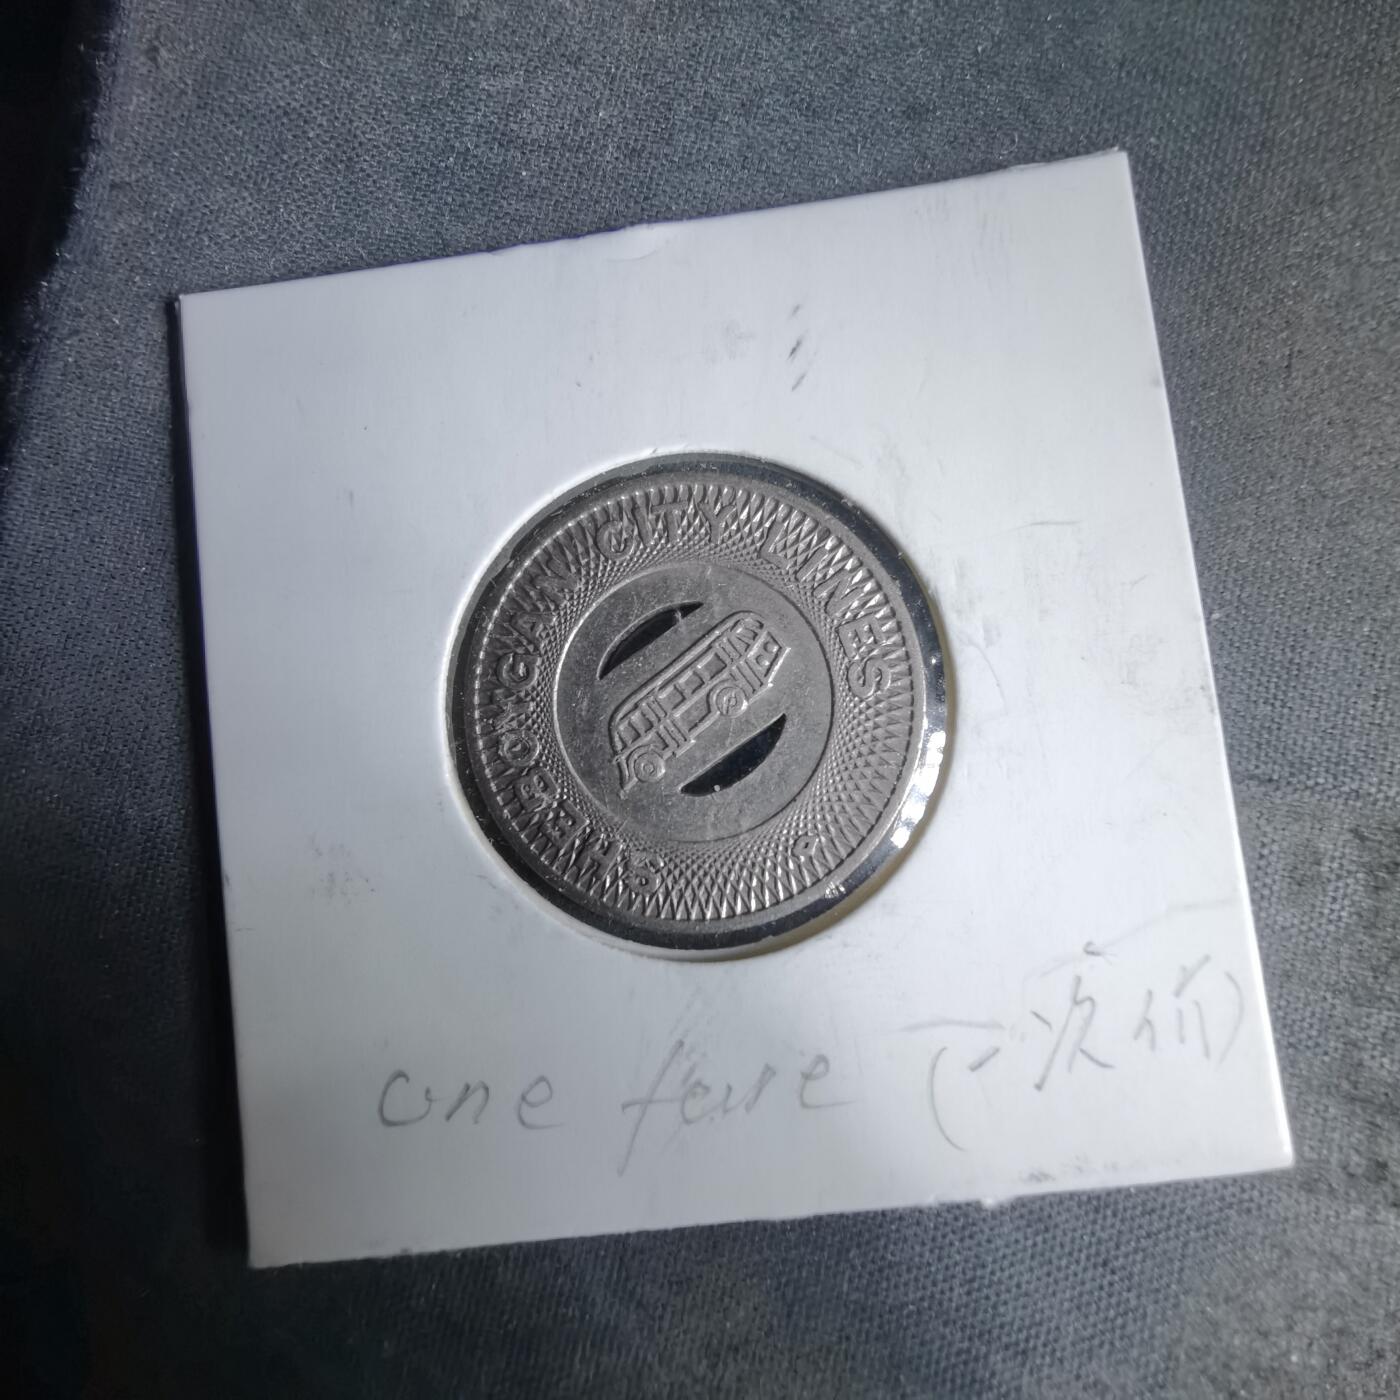 SHEBOYGAN CITY LINES
one fare (一次价)